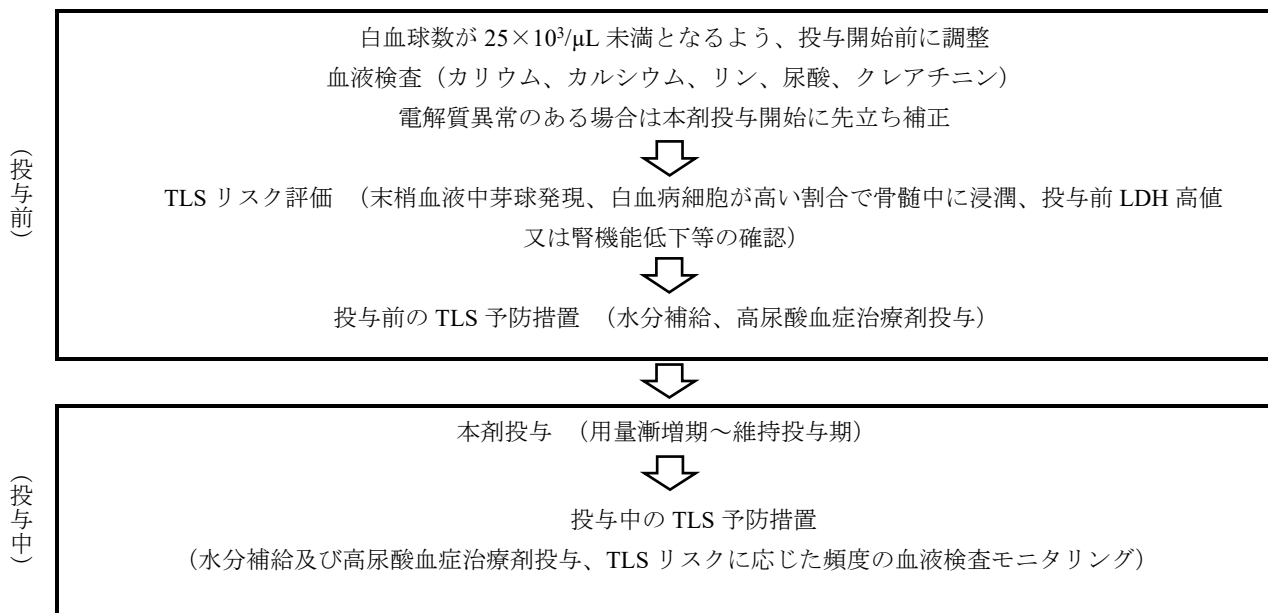 (投与前)
白血球数が 25×10³/μL 未満となるよう、投与開始前に調整
血液検査（カリウム、カルシウム、リン、尿酸、クレアチニン）
電解質異常のある場合は本剤投与開始に先立ち補正
TLS リスク評価 （末梢血液中芽球発現、白血病細胞が高い割合で骨髄中に浸潤、投与前 LDH 高値
又は腎機能低下等の確認）
投与前の TLS 予防措置 （水分補給、高尿酸血症治療剤投与）
(投与中)
本剤投与 （用量漸増期～維持投与期）
投与中の TLS 予防措置
（水分補給及び高尿酸血症治療剤投与、TLS リスクに応じた頻度の血液検査モニタリング）